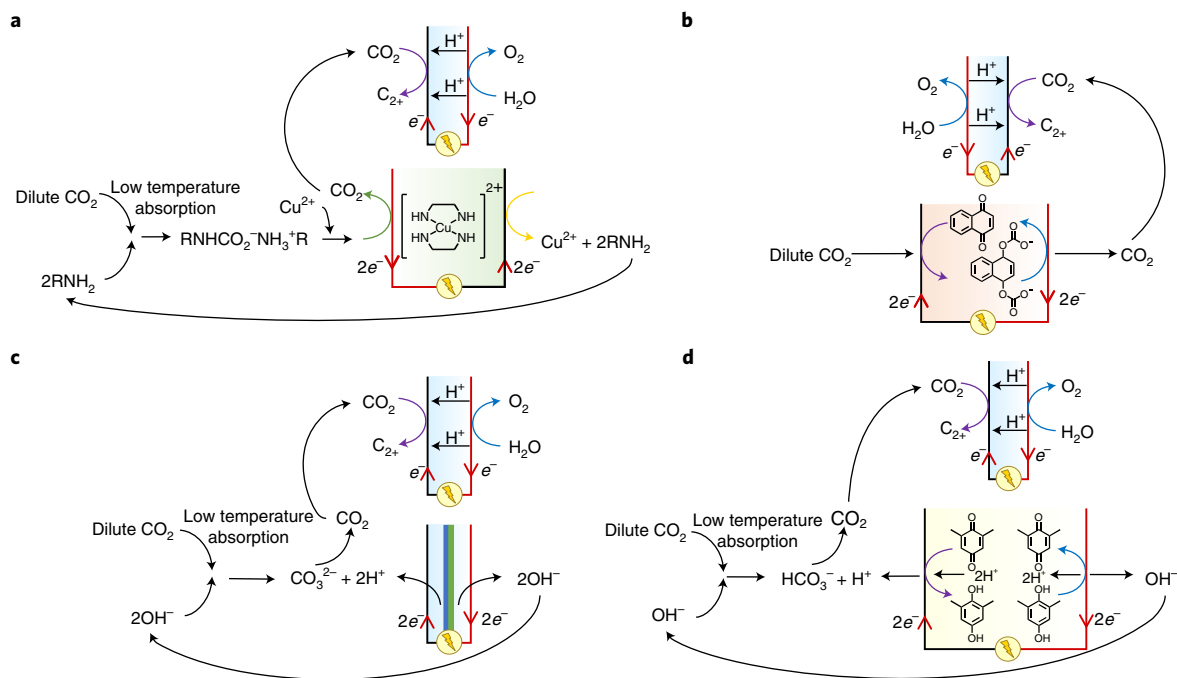 a
CO₂
H⁺
O₂
C₂₊
H⁺
H₂O
e⁻
e⁻
Dilute CO₂
Low temperature
absorption
2RNH₂
RNHCO₂⁻NH₃⁺R
Cu²⁺
CO₂
2+
HN
NH
Cu
HN
NH
2e⁻
2e⁻
Cu²⁺ + 2RNH₂
b
O₂
H⁺
CO₂
H₂O
H⁺
C₂₊
e⁻
e⁻
Dilute CO₂
O
O
O
O
O⁻
O
O
O⁻
2e⁻
2e⁻
CO₂
c
CO₂
H⁺
O₂
C₂₊
H⁺
H₂O
e⁻
e⁻
Dilute CO₂
Low temperature
absorption
2OH⁻
CO₂
CO₃²⁻ + 2H⁺
2OH⁻
2e⁻
2e⁻
d
CO₂
H⁺
O₂
C₂₊
H⁺
H₂O
e⁻
e⁻
Dilute CO₂
Low temperature
absorption
OH⁻
CO₂
HCO₃⁻ + H⁺
O
O
O
O
2H⁺
2H⁺
OH
OH
OH
OH
2e⁻
2e⁻
OH⁻